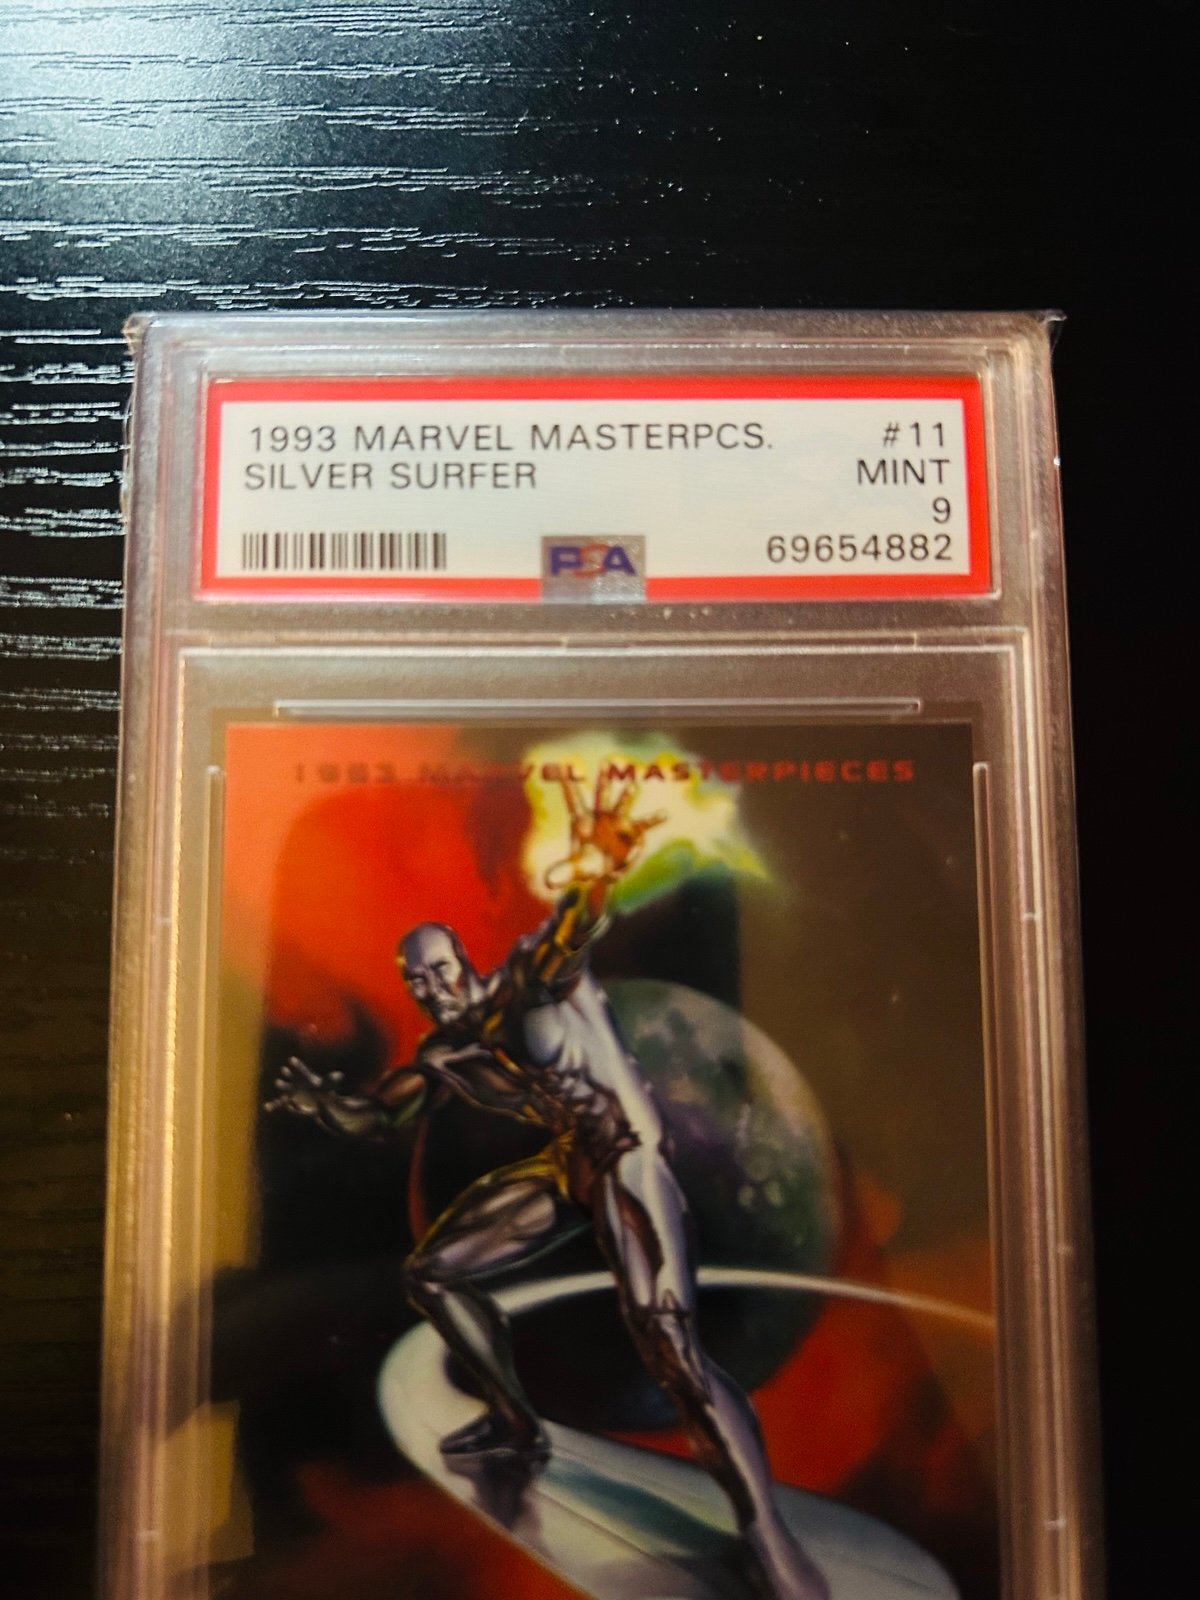 1993 MARVEL MASTERPCS. #11
SILVER SURFER MINT
9
PSA 69654882
1993 MARVEL MASTERPIECES